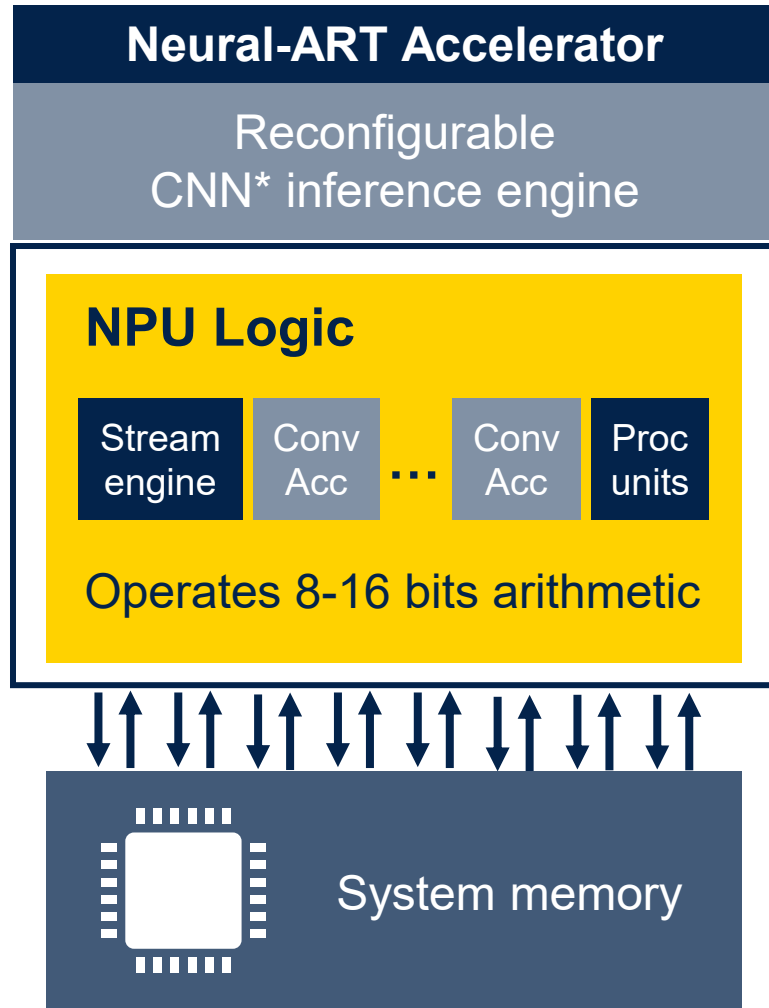 Neural-ART Accelerator
Reconfigurable
CNN* inference engine
NPU Logic
Stream
engine
Conv
Acc
...
Conv
Acc
Proc
units
Operates 8-16 bits arithmetic
System memory